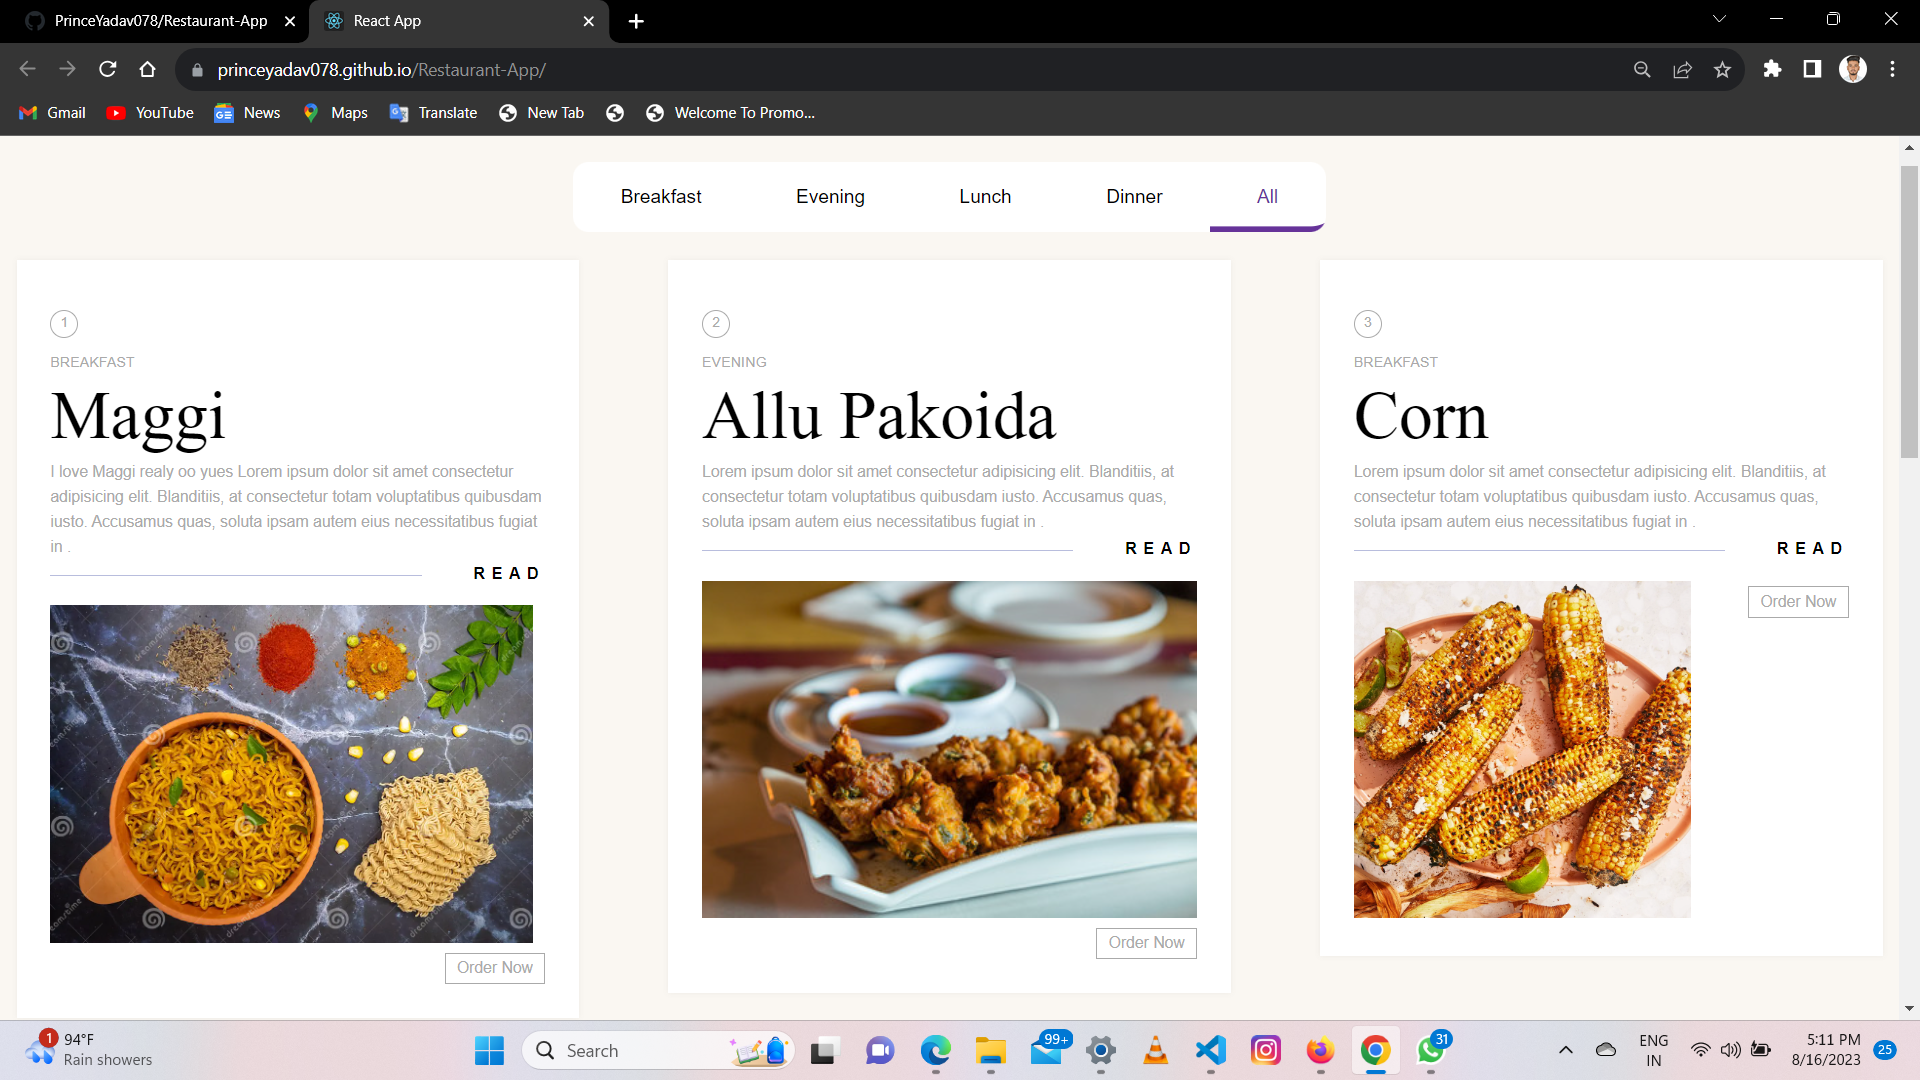 PrinceYadav078/Restaurant-App
React App
princeyadav078.github.io/Restaurant-App/
Gmail
YouTube
News
Maps
Translate
New Tab
Welcome To Promo...
Breakfast
Evening
Lunch
Dinner
All
1
BREAKFAST
Maggi
I love Maggi realy oo yues Lorem ipsum dolor sit amet consectetur
adipisicing elit. Blanditiis, at consectetur totam voluptatibus quibusdam
iusto. Accusamus quas, soluta ipsam autem eius necessitatibus fugiat
in .
READ
Order Now
2
EVENING
Allu Pakoida
Lorem ipsum dolor sit amet consectetur adipisicing elit. Blanditiis, at
consectetur totam voluptatibus quibusdam iusto. Accusamus quas,
soluta ipsam autem eius necessitatibus fugiat in .
READ
Order Now
3
BREAKFAST
Corn
Lorem ipsum dolor sit amet consectetur adipisicing elit. Blanditiis, at
consectetur totam voluptatibus quibusdam iusto. Accusamus quas,
soluta ipsam autem eius necessitatibus fugiat in .
READ
Order Now
1
94°F
Rain showers
Search
99+
31
ENG
IN
5:11 PM
8/16/2023
25